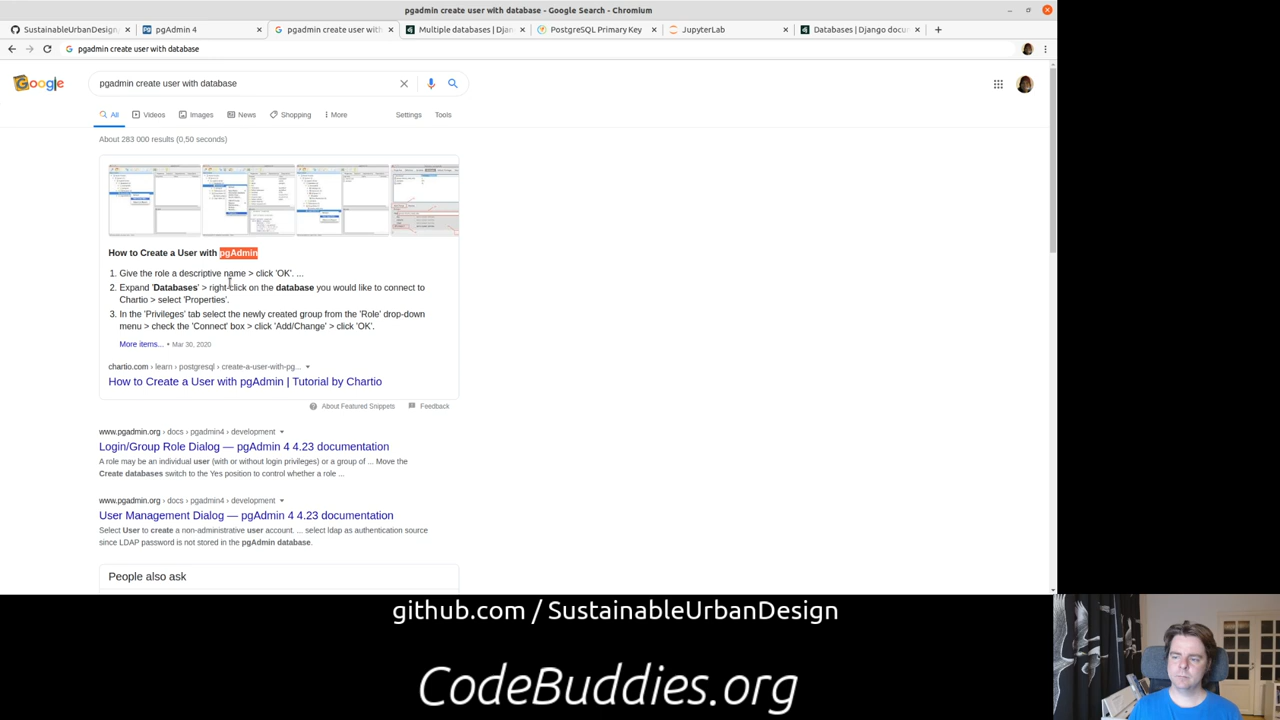 pgadmin create user with database - Google Search - Chromium
SustainableUrbanDesign
pgAdmin 4
pgadmin create user with
Multiple databases | Djan
PostgreSQL Primary Key
JupyterLab
Databases | Django docu
pgadmin create user with database
Google
pgadmin create user with database
All
Videos
Images
News
Shopping
More
Settings
Tools
About 283 000 results (0,50 seconds)
How to Create a User with pgAdmin
1. Give the role a descriptive name > click 'OK'. ...
2. Expand 'Databases' > right-click on the database you would like to connect to
Chartio > select 'Properties'.
3. In the 'Privileges' tab select the newly created group from the 'Role' drop-down
menu > check the 'Connect' box > click 'Add/Change' > click 'OK'.
More items... • Mar 30, 2020
chartio.com › learn › postgresql › create-a-user-with-pg...
How to Create a User with pgAdmin | Tutorial by Chartio
About Featured Snippets
Feedback
www.pgadmin.org › docs › pgadmin4 › development
Login/Group Role Dialog — pgAdmin 4 4.23 documentation
A role may be an individual user (with or without login privileges) or a group of ... Move the
Create databases switch to the Yes position to control whether a role ...
www.pgadmin.org › docs › pgadmin4 › development
User Management Dialog — pgAdmin 4 4.23 documentation
Select User to create a non-administrative user account. ... select ldap as authentication source
since LDAP password is not stored in the pgAdmin database.
People also ask
github.com / SustainableUrbanDesign
CodeBuddies.org